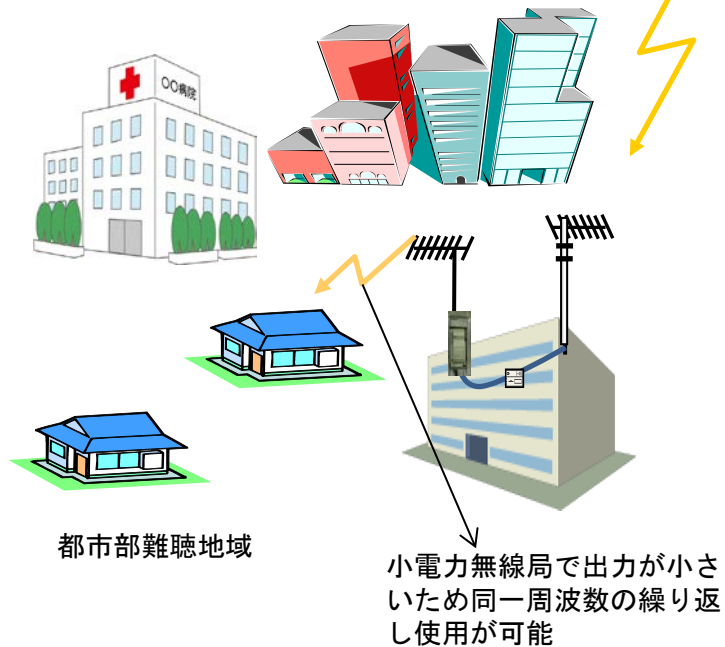 〇〇病院
都市部難聴地域
小電力無線局で出力が小さ
いため同一周波数の繰り返
し使用が可能